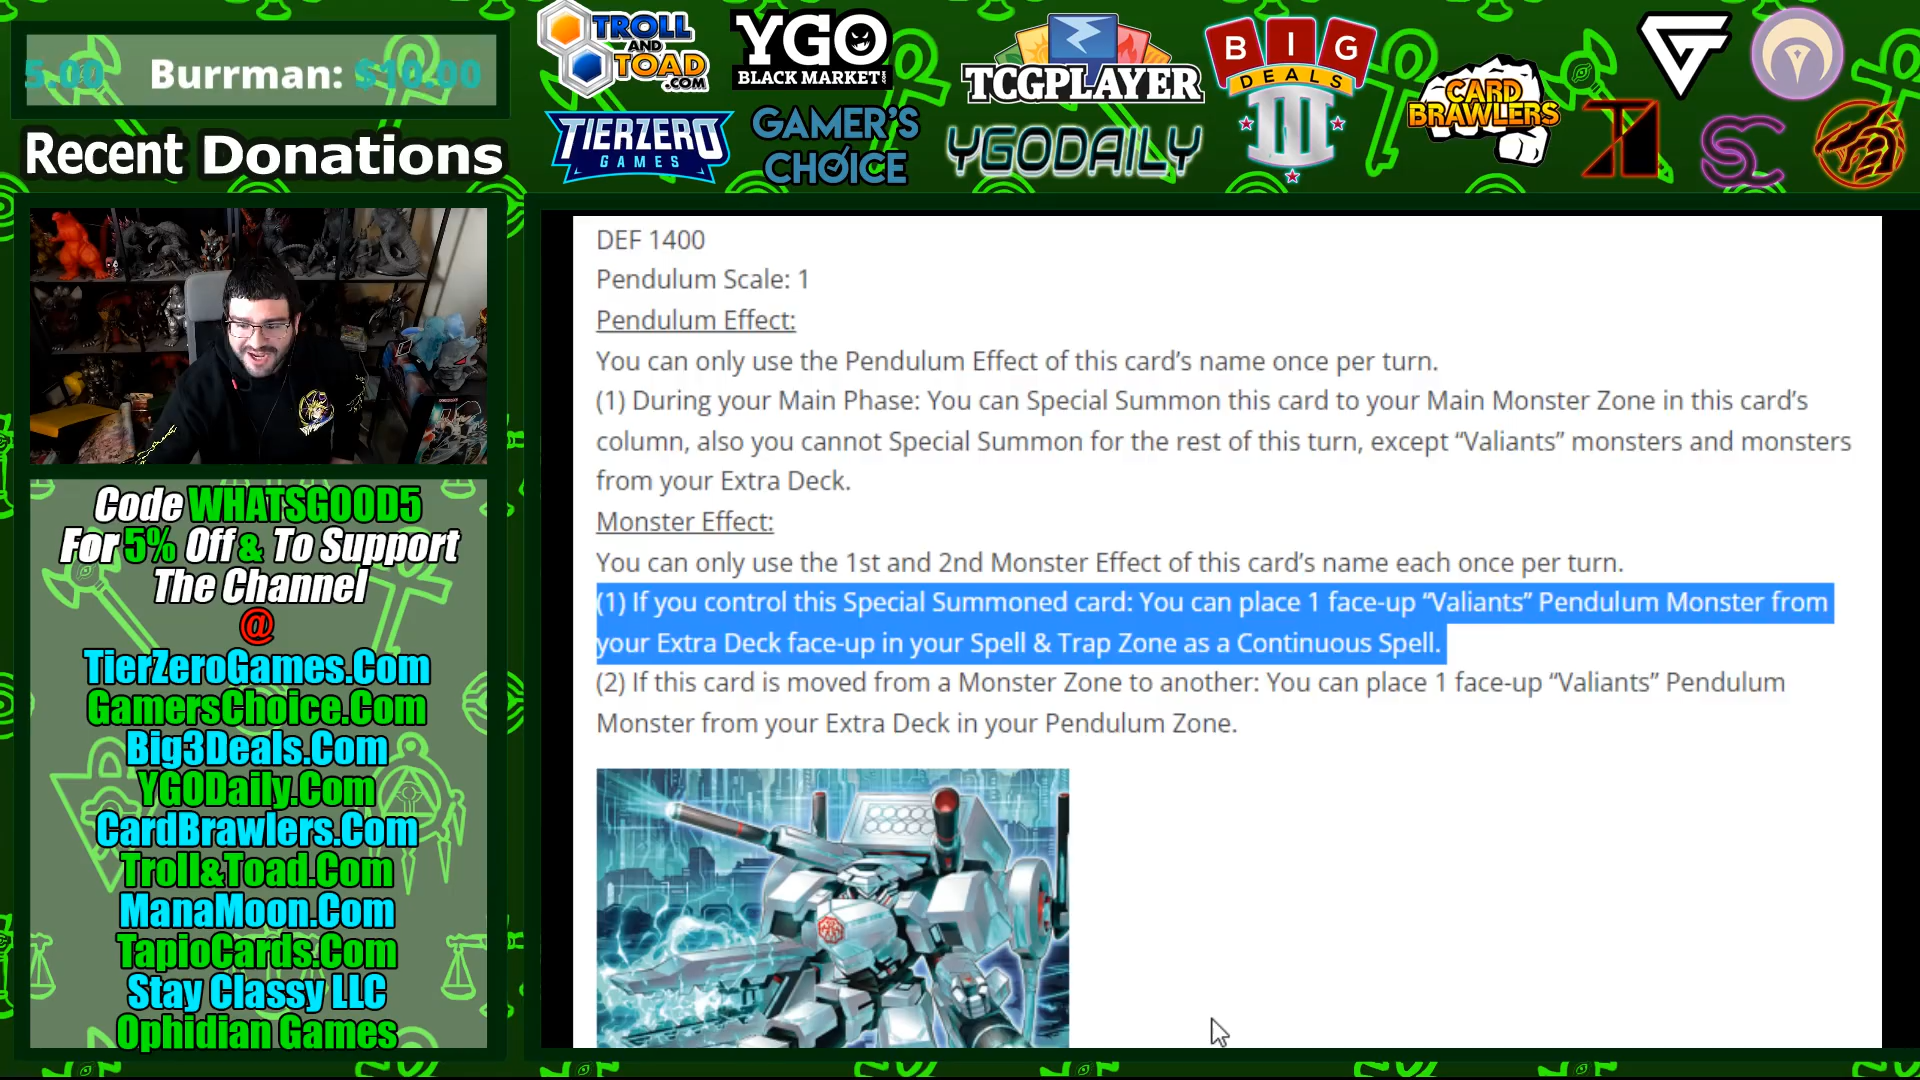 5.00 Burrman: $10.00
Recent Donations
TROLL
AND
TOAD
.COM
YGO
BLACK MARKET.COM
TCGPLAYER
BIG
DEALS
III
CARD
BRAWLERS
TIERZERO
GAMES
GAMER'S
CHOICE
YGODAILY
SC
Code WHATSGOOD5
For 5% Off & To Support
The Channel
@
TierZeroGames.Com
GamersChoice.Com
Big3Deals.Com
YGODaily.Com
CardBrawlers.Com
Troll&Toad.Com
ManaMoon.Com
TapioCards.Com
Stay Classy LLC
Ophidian Games
DEF 1400
Pendulum Scale: 1
Pendulum Effect:
You can only use the Pendulum Effect of this card’s name once per turn.
(1) During your Main Phase: You can Special Summon this card to your Main Monster Zone in this card’s
column, also you cannot Special Summon for the rest of this turn, except “Valiants” monsters and monsters
from your Extra Deck.
Monster Effect:
You can only use the 1st and 2nd Monster Effect of this card’s name each once per turn.
(1) If you control this Special Summoned card: You can place 1 face-up “Valiants” Pendulum Monster from
your Extra Deck face-up in your Spell & Trap Zone as a Continuous Spell.
(2) If this card is moved from a Monster Zone to another: You can place 1 face-up “Valiants” Pendulum
Monster from your Extra Deck in your Pendulum Zone.